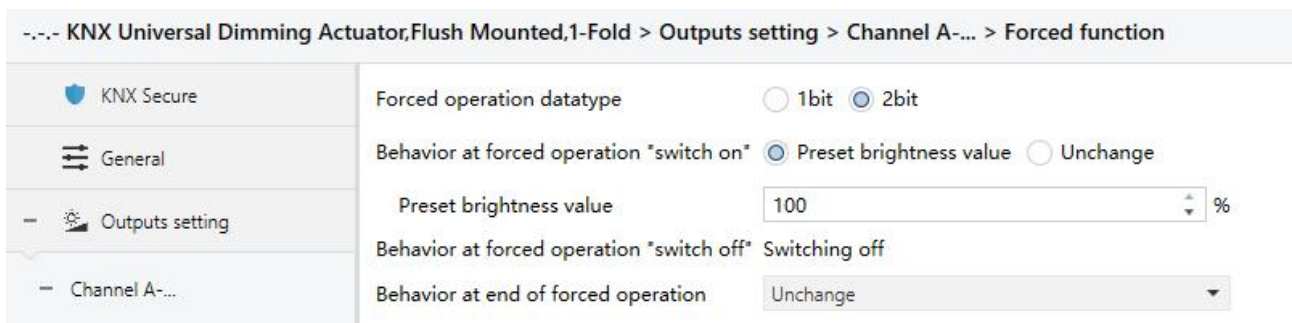 -.-.- KNX Universal Dimming Actuator,Flush Mounted,1-Fold > Outputs setting > Channel A-... > Forced function
KNX Secure
General
Outputs setting
Channel A-...
Forced operation datatype 1bit 2bit
Behavior at forced operation "switch on" Preset brightness value Unchange
Preset brightness value 100 %
Behavior at forced operation "switch off" Switching off
Behavior at end of forced operation Unchange